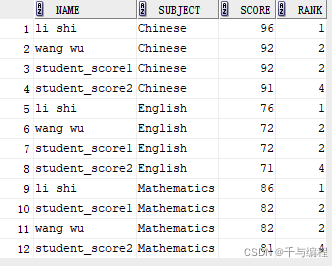 NAME SUBJECT SCORE RANK
1 li shi Chinese 96 1
2 wang wu Chinese 92 2
3 student_score1 Chinese 92 2
4 student_score2 Chinese 91 4
5 li shi English 76 1
6 wang wu English 72 2
7 student_score1 English 72 2
8 student_score2 English 71 4
9 li shi Mathematics 86 1
10 student_score1 Mathematics 82 2
11 wang wu Mathematics 82 2
12 student_score2 Mathematics 81 4
CSDN @千与编程